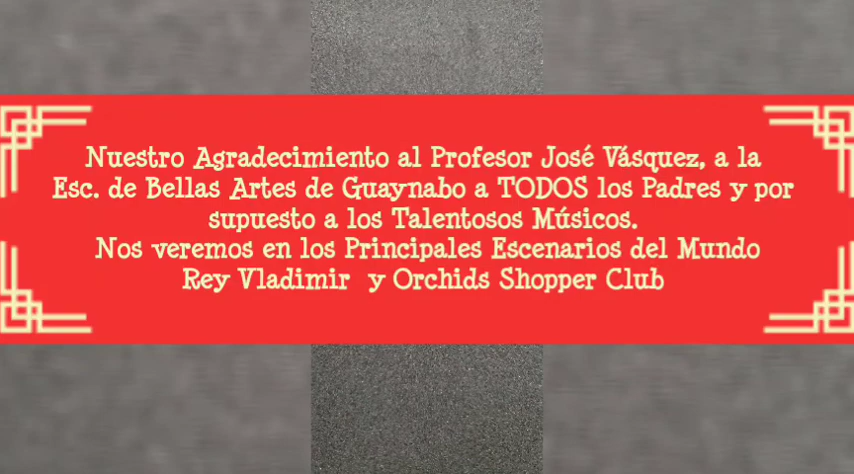 Nuestro Agradecimiento al Profesor José Vásquez, a la
Esc. de Bellas Artes de Guaynabo a TODOS los Padres y por
supuesto a los Talentosos Músicos.
Nos veremos en los Principales Escenarios del Mundo
Rey Vladimir y Orchids Shopper Club